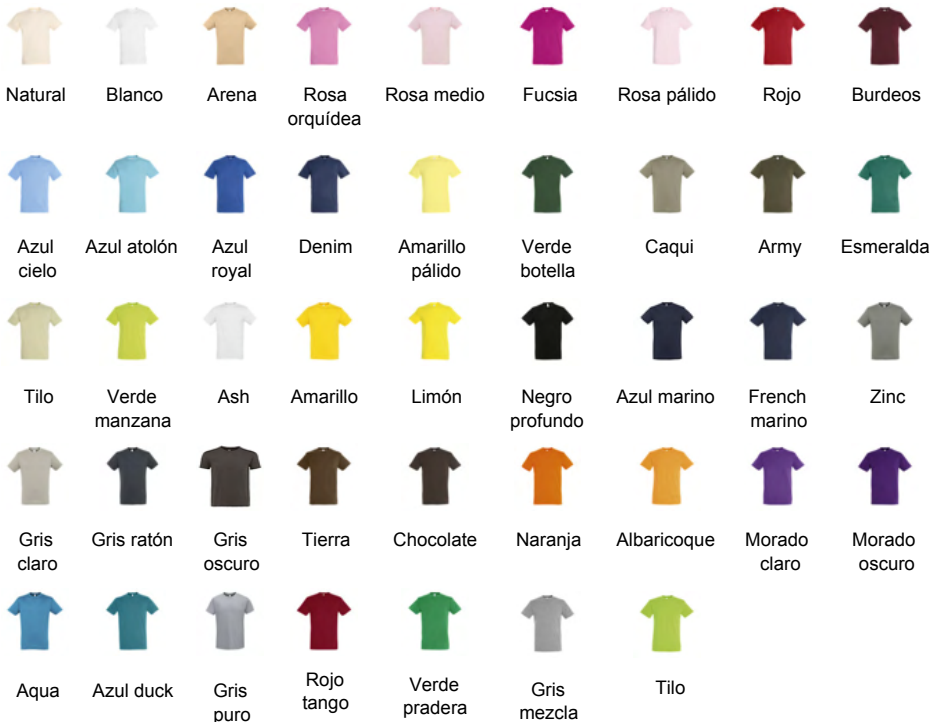 Natural
Blanco
Arena
Rosa
orquídea
Rosa medio
Fucsia
Rosa pálido
Rojo
Burdeos
Azul
cielo
Azul atolón
Azul
royal
Denim
Amarillo
pálido
Verde
botella
Caqui
Army
Esmeralda
Tilo
Verde
manzana
Ash
Amarillo
Limón
Negro
profundo
Azul marino
French
marino
Zinc
Gris
claro
Gris ratón
Gris
oscuro
Tierra
Chocolate
Naranja
Albaricoque
Morado
claro
Morado
oscuro
Aqua
Azul duck
Gris
puro
Rojo
tango
Verde
pradera
Gris
mezcla
Tilo